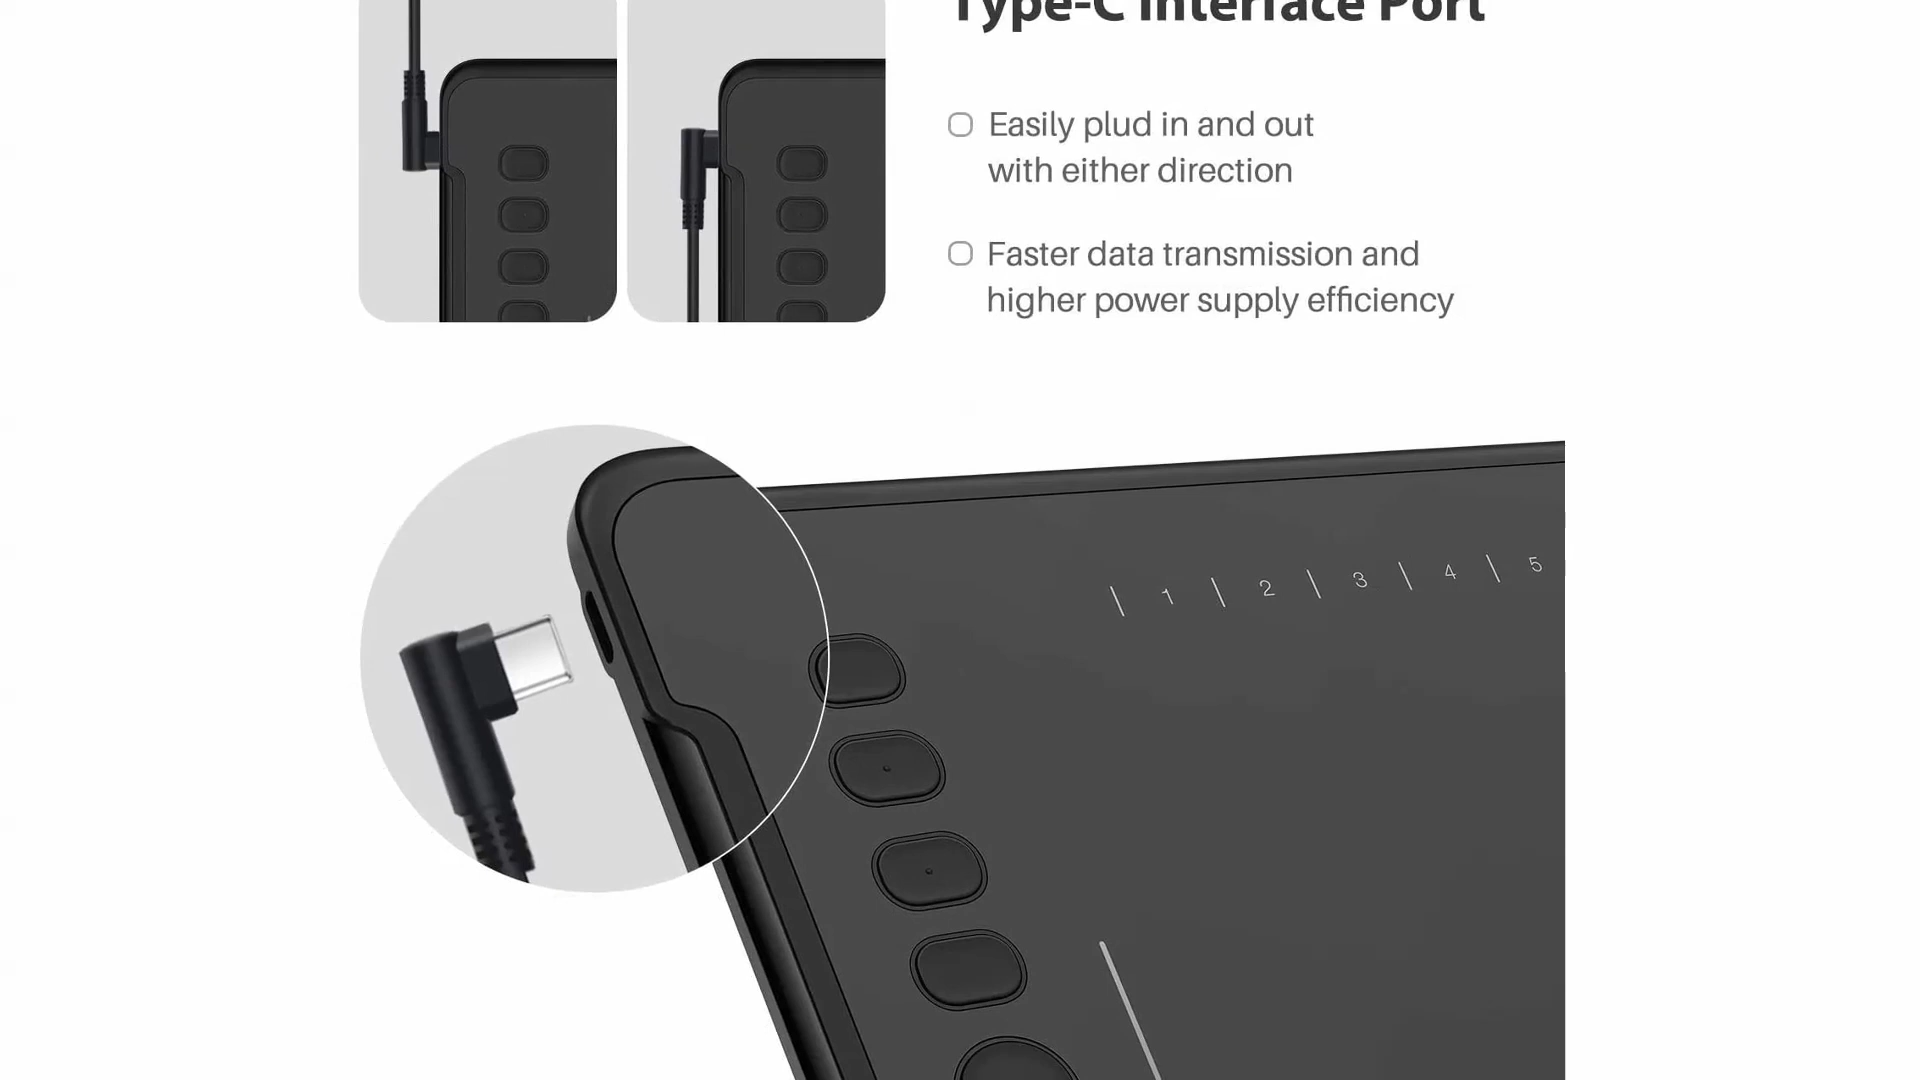 Type-C Interface Port
Easily plud in and out
with either direction
Faster data transmission and
higher power supply efficiency
1 2 3 4 5